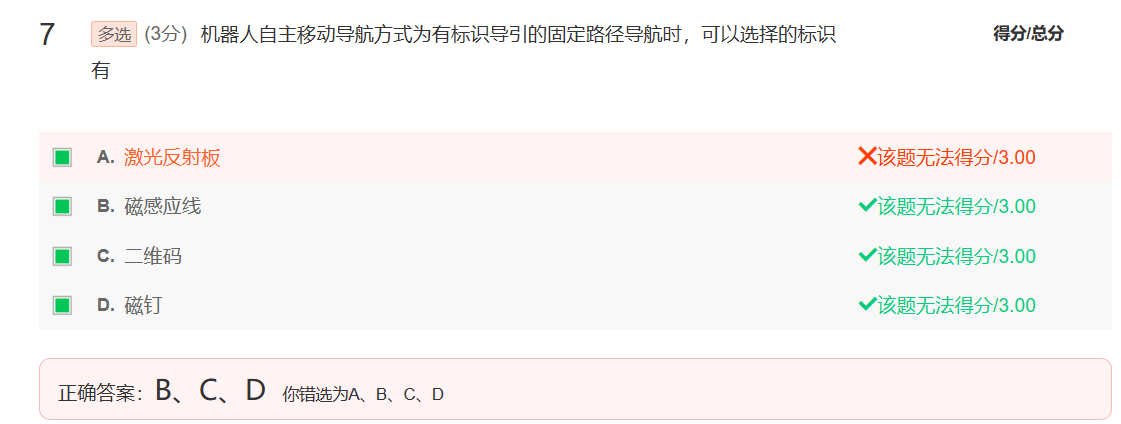 7 多选 (3分) 机器人自主移动导航方式为有标识导引的固定路径导航时，可以选择的标识 得分/总分
有
A. 激光反射板 该题无法得分/3.00
B. 磁感应线 该题无法得分/3.00
C. 二维码 该题无法得分/3.00
D. 磁钉 该题无法得分/3.00
正确答案：B、C、D 你错选为A、B、C、D